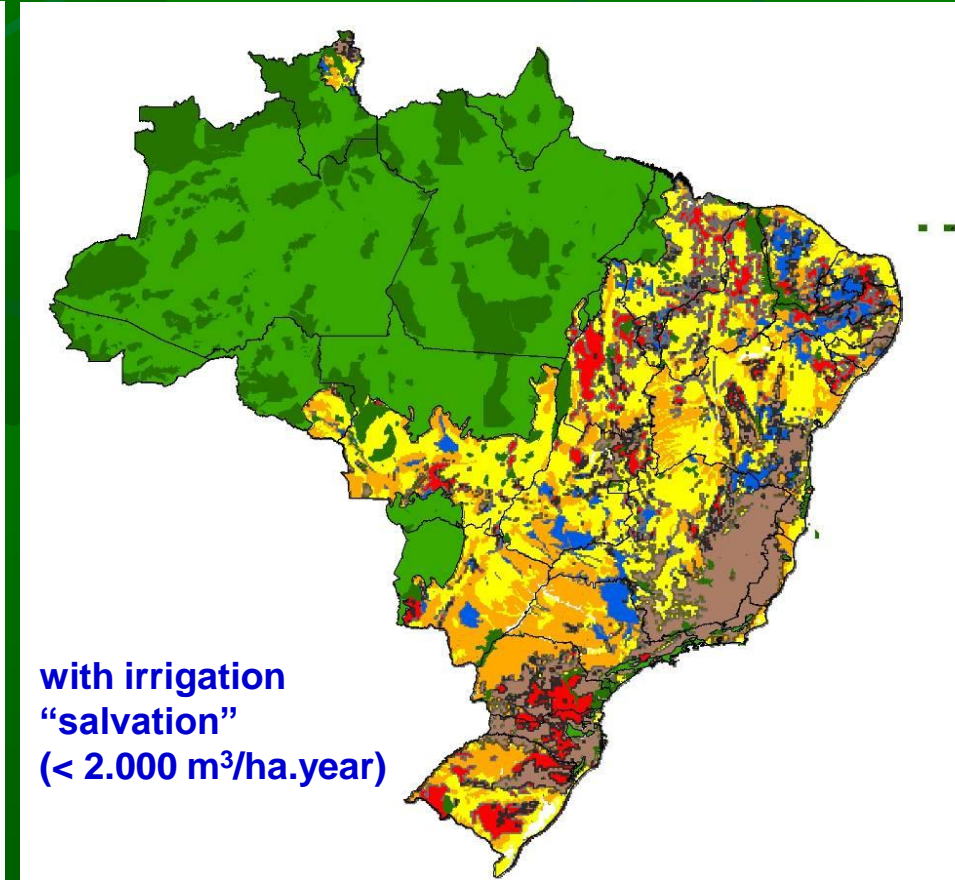 with irrigation
“salvation”
(< 2.000 m³/ha.year)